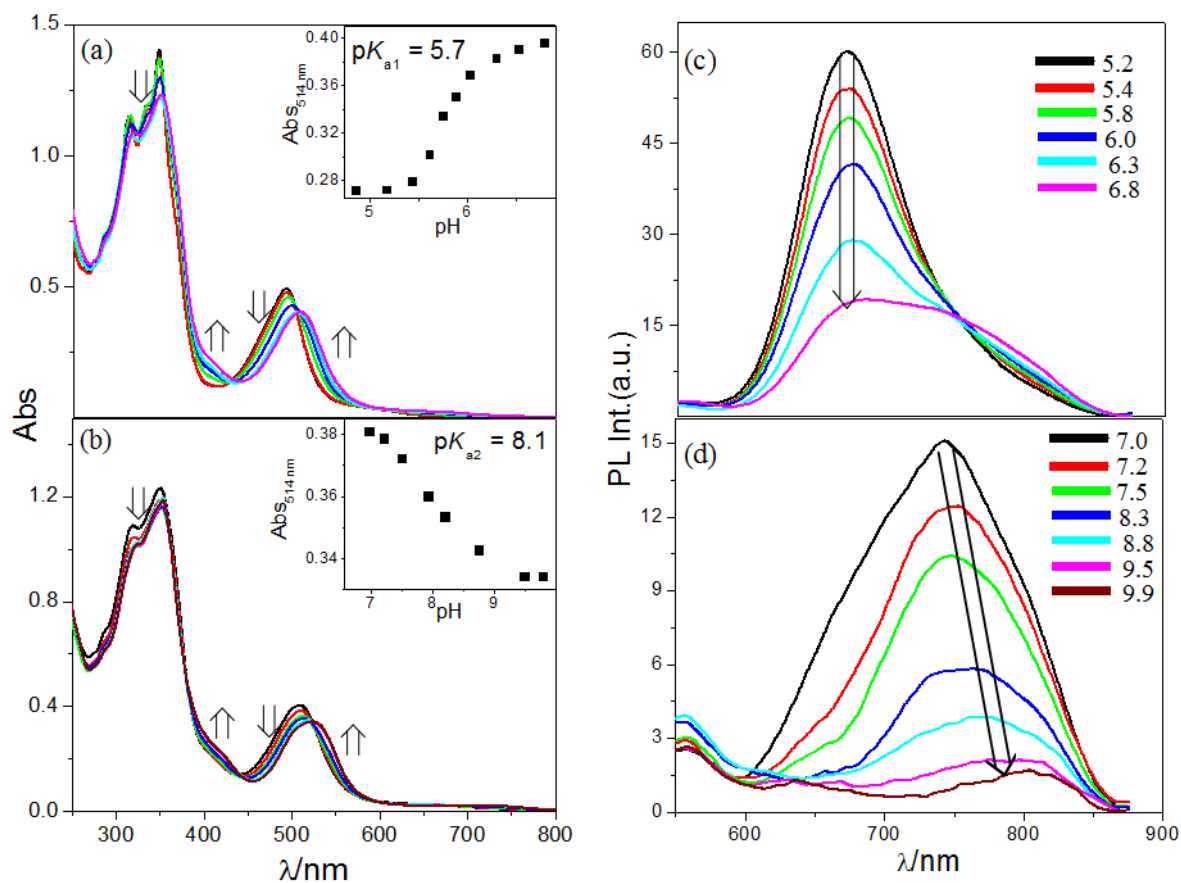 1.5
(a)
pKa1 = 5.7
0.40
0.36
0.32
0.28
Abs514 nm
5 6
pH
1.0
0.5
Abs
(b)
pKa2 = 8.1
0.38
0.36
0.34
Abs514 nm
7 8 9
pH
1.2
0.8
0.4
0.0
300 400 500 600 700 800
λ/nm
(c)
60
45
30
15
5.2
5.4
5.8
6.0
6.3
6.8
PL Int.(a.u.)
(d)
15
12
9
6
3
0
7.0
7.2
7.5
8.3
8.8
9.5
9.9
600 700 800 900
λ/nm